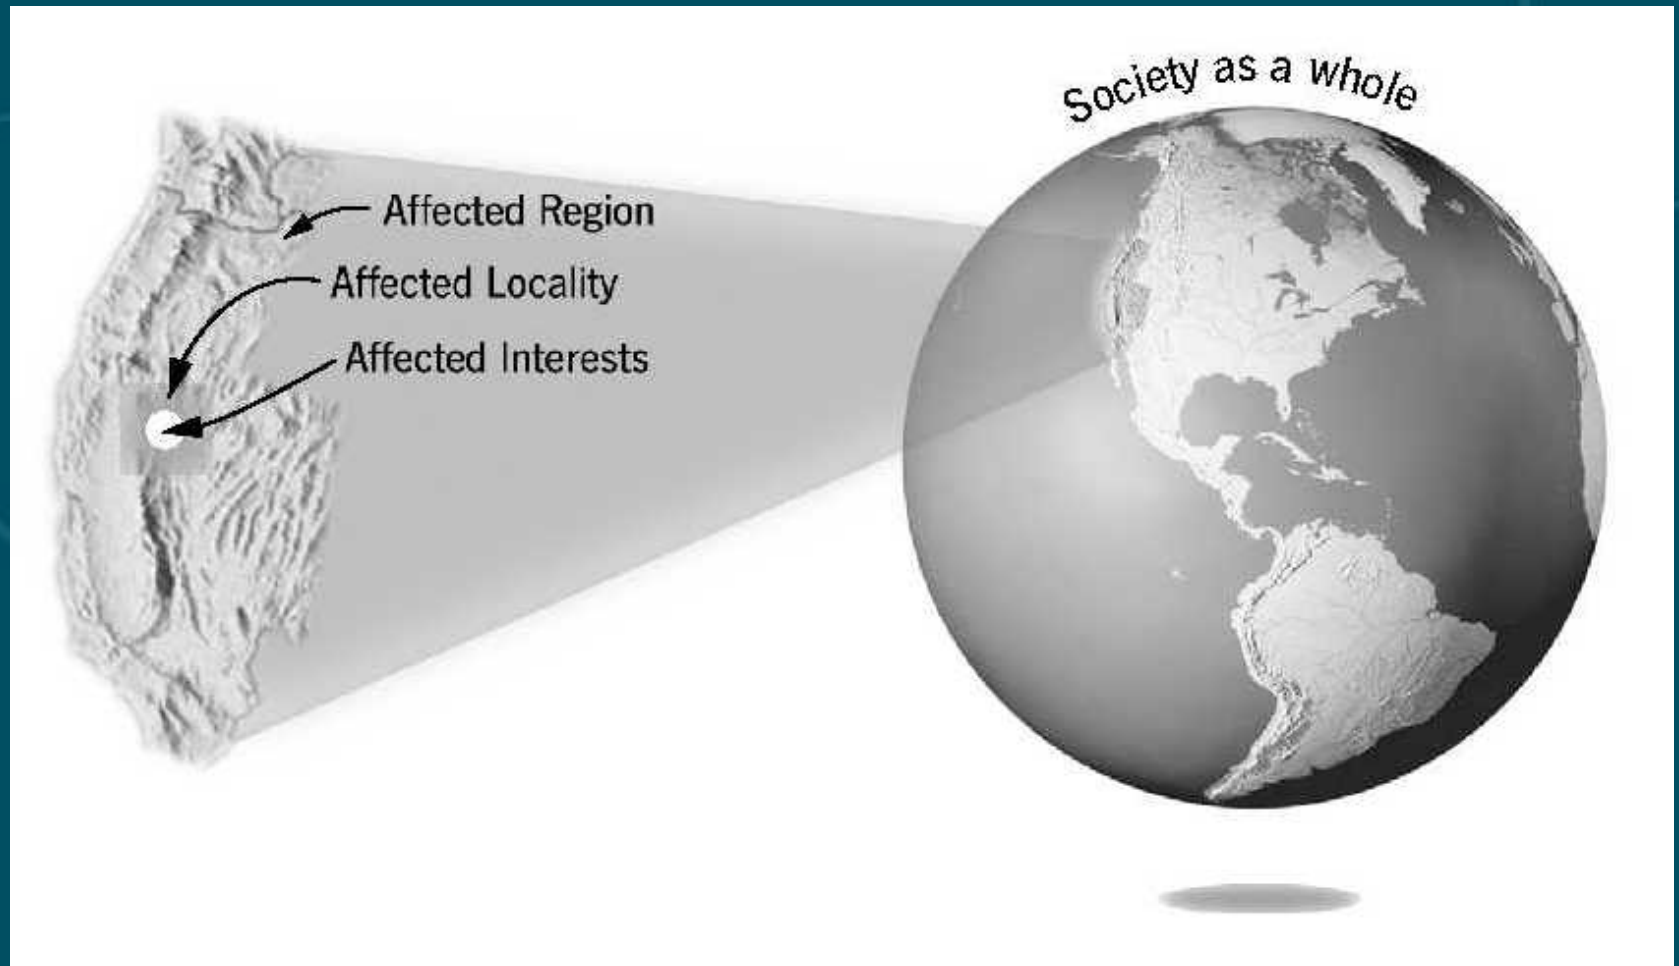 Society as a whole
Affected Region
Affected Locality
Affected Interests